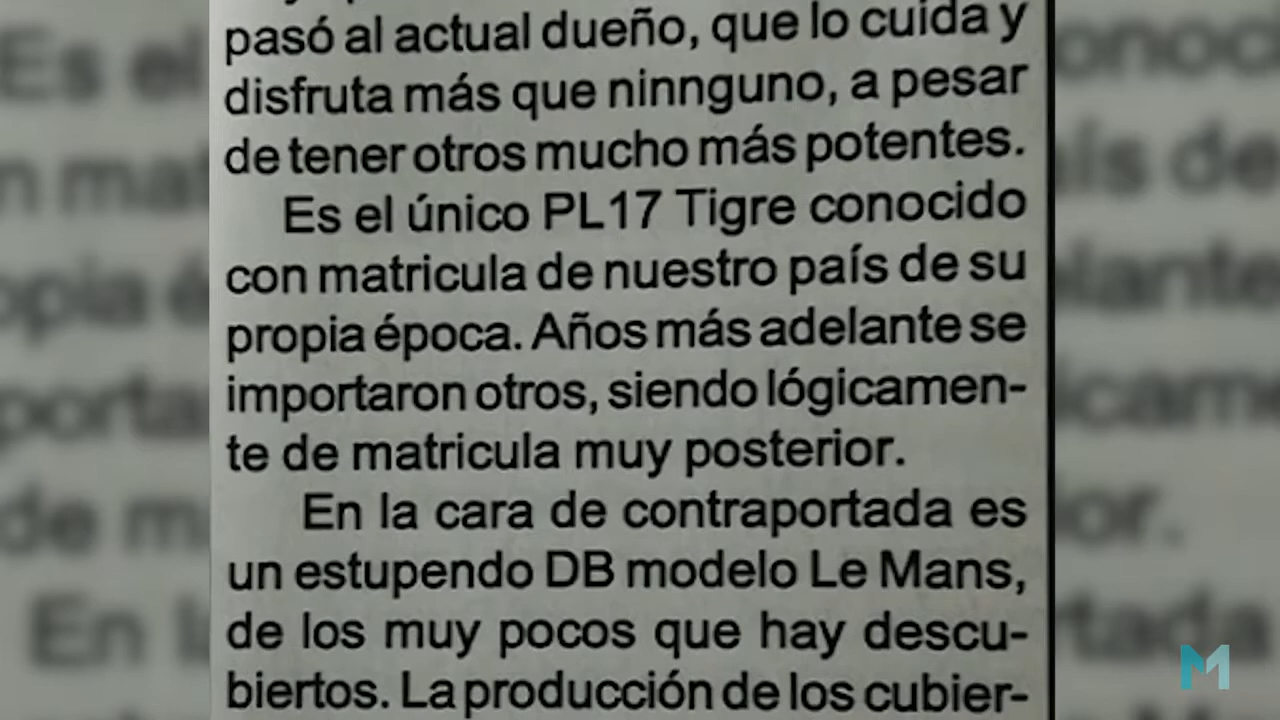 pasó al actual dueño, que lo cuida y
disfruta más que ninnguno, a pesar
de tener otros mucho más potentes.
Es el único PL17 Tigre conocido
con matricula de nuestro país de su
propia época. Años más adelante se
importaron otros, siendo lógicamen-
te de matricula muy posterior.
En la cara de contraportada es
un estupendo DB modelo Le Mans,
de los muy pocos que hay descu-
biertos. La producción de los cubier-
M